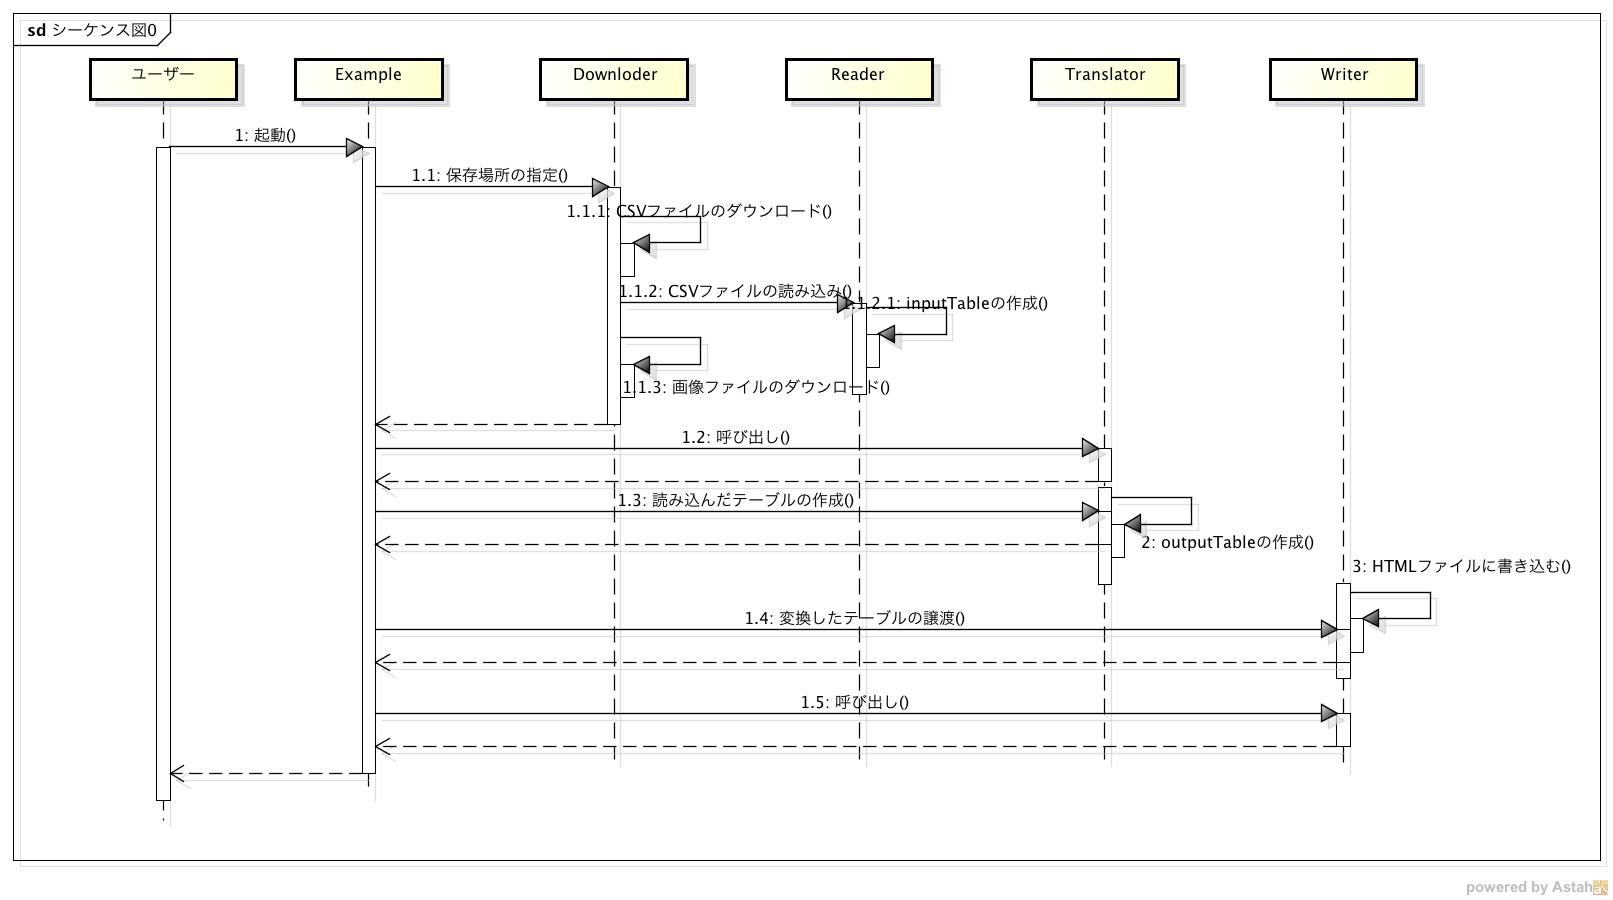 sd シーケンス図0
ユーザー
Example
Downloder
Reader
Translator
Writer
1: 起動()
1.1: 保存場所の指定()
1.1.1: CSVファイルのダウンロード()
1.1.2: CSVファイルの読み込み()
1.1.2.1: inputTableの作成()
1.1.3: 画像ファイルのダウンロード()
1.2: 呼び出し()
1.3: 読み込んだテーブルの作成()
2: outputTableの作成()
3: HTMLファイルに書き込む()
1.4: 変換したテーブルの譲渡()
1.5: 呼び出し()
powered by Astah